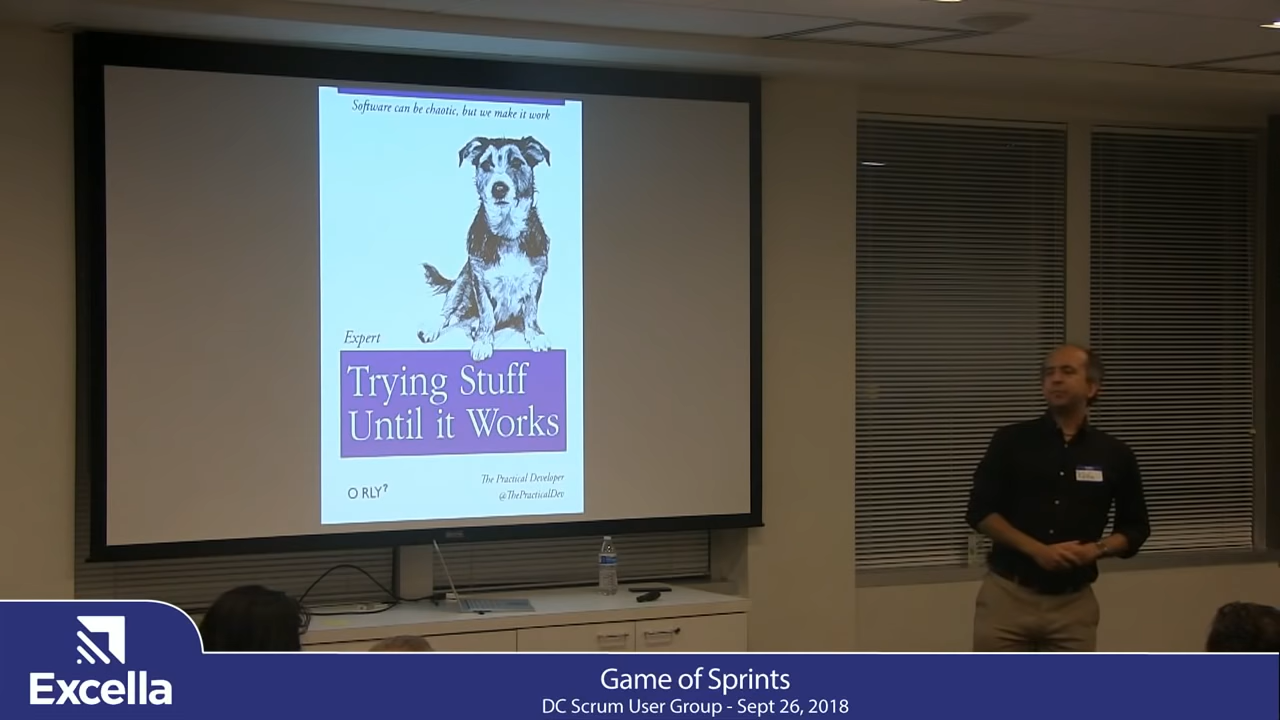 Software can be chaotic, but we make it work
Expert
Trying Stuff
Until it Works
The Practical Developer
@ThePracticalDev
O RLY?
Excella
Game of Sprints
DC Scrum User Group - Sept 26, 2018